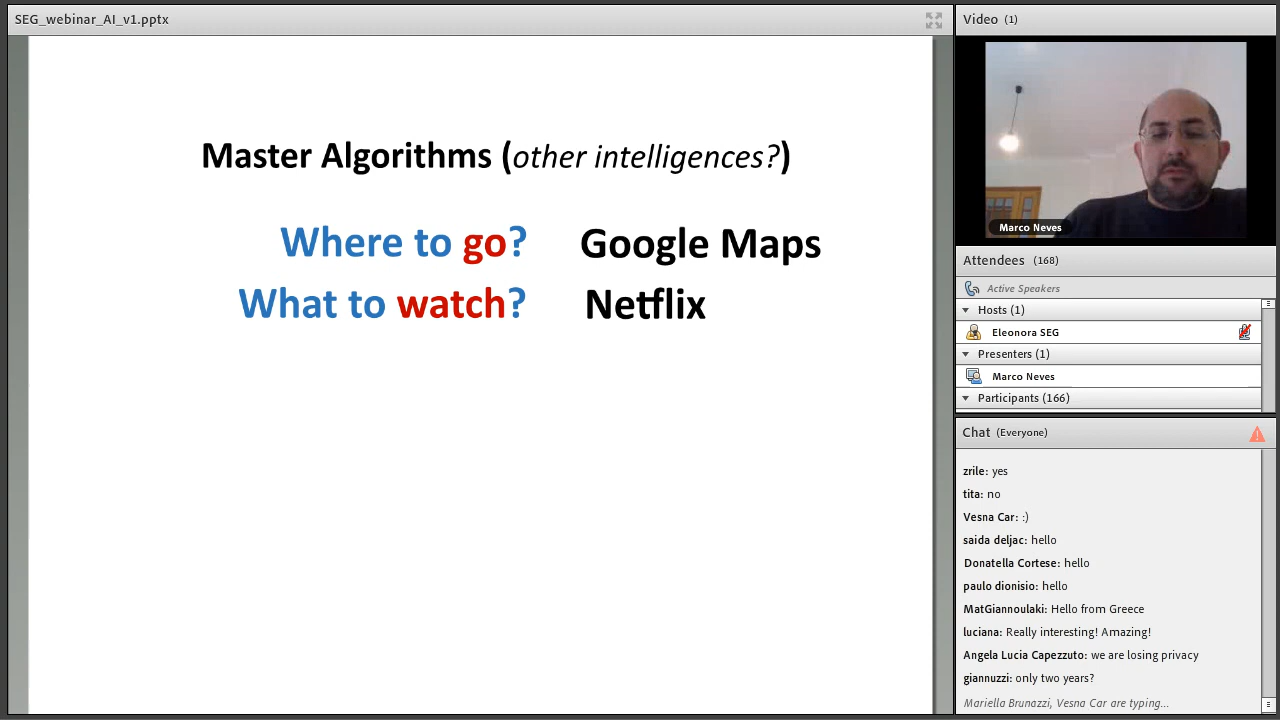 SEG_webinar_AI_v1.pptx
Master Algorithms (other intelligences?)
Where to go? Google Maps
What to watch? Netflix
Video (1)
Marco Neves
Attendees (168)
Active Speakers
Hosts (1)
Eleonora SEG
Presenters (1)
Marco Neves
Participants (166)
Chat (Everyone)
zrile: yes
tita: no
Vesna Car: :)
saida deljac: hello
Donatella Cortese: hello
paulo dionisio: hello
MatGiannoulaki: Hello from Greece
luciana: Really interesting! Amazing!
Angela Lucia Capezzuto: we are losing privacy
giannuzzi: only two years?
Mariella Brunazzi, Vesna Car are typing...